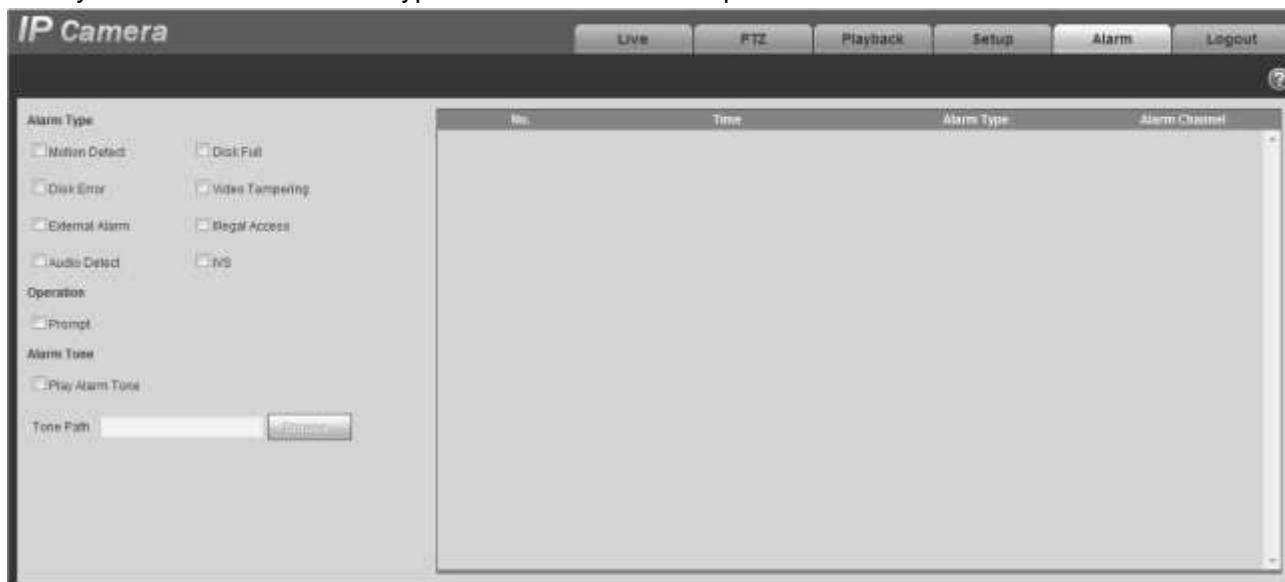 IP Camera
Live PTZ Playback Setup Alarm Logout
?
Alarm Type
No. Time Alarm Type Alarm Channel
Motion Detect Disk Full
Disk Error Video Tampering
External Alarm Illegal Access
Audio Detect IVS
Operation
Prompt
Alarm Tone
Play Alarm Tone
Tone Path